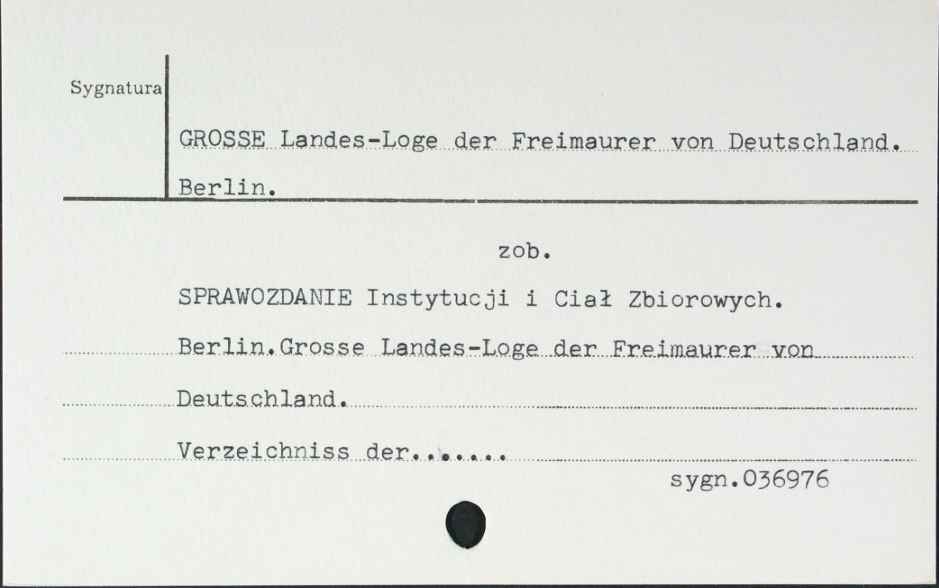 Sygnatura
GROSSE Landes-Loge der Freimaurer von Deutschland.
Berlin.
zob.
SPRAWOZDANIE Instytucji i Ciał Zbiorowych.
Berlin.Grosse Landes-Loge der Freimaurer von
Deutschland.
Verzeichniss der.......
sygn.036976